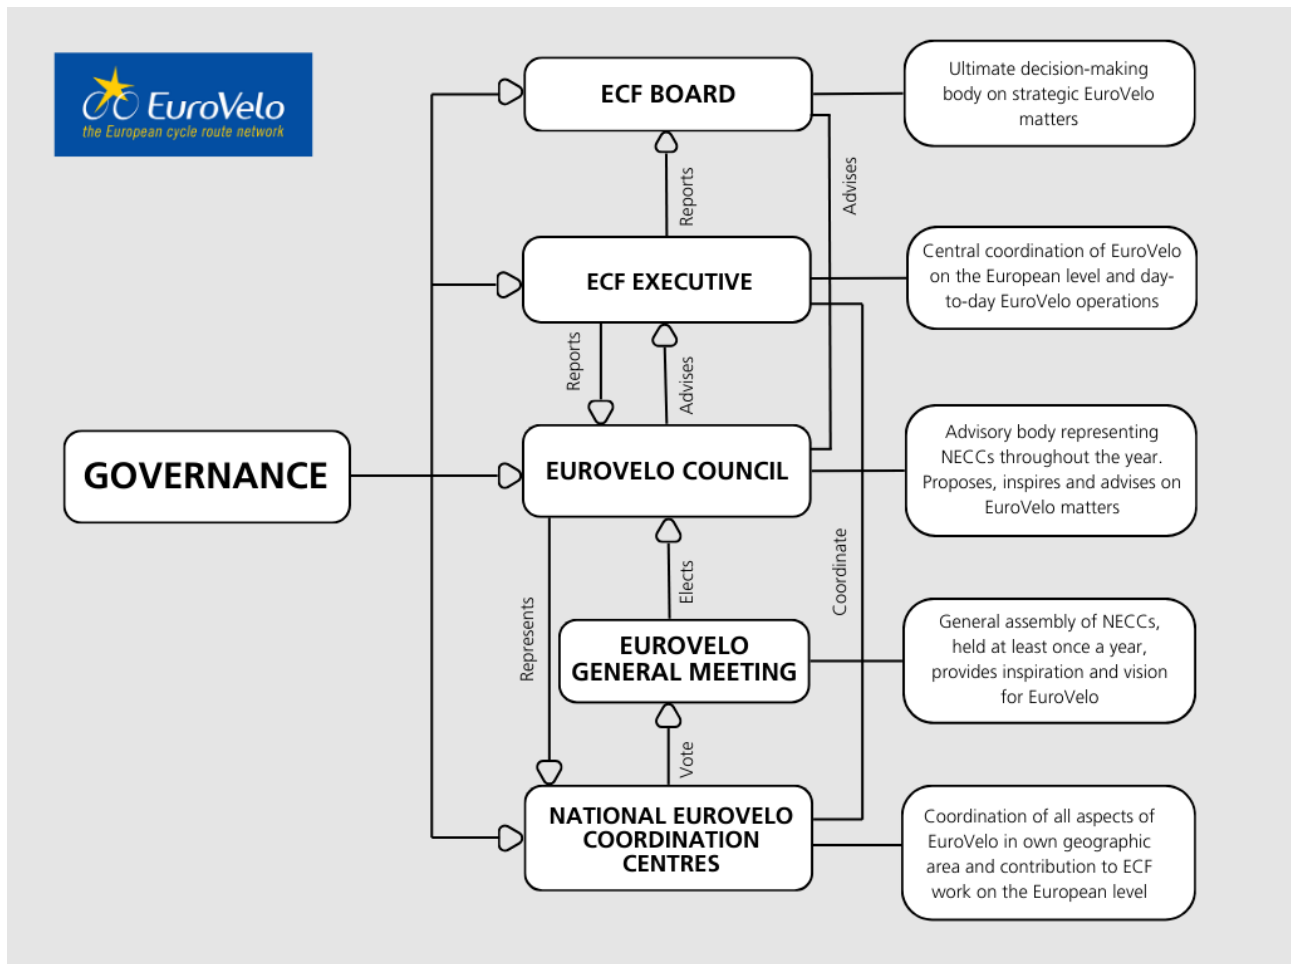 EuroVelo
the European cycle route network
ECF BOARD
Ultimate decision-making
body on strategic EuroVelo
matters
Reports
Advises
ECF EXECUTIVE
Central coordination of EuroVelo
on the European level and day-
to-day EuroVelo operations
Reports
Advises
GOVERNANCE
EUROVELO COUNCIL
Advisory body representing
NECCs throughout the year.
Proposes, inspires and advises on
EuroVelo matters
Represents
Elects
Coordinate
EUROVELO
GENERAL MEETING
General assembly of NECCs,
held at least once a year,
provides inspiration and vision
for EuroVelo
Vote
NATIONAL EUROVELO
COORDINATION
CENTRES
Coordination of all aspects of
EuroVelo in own geographic
area and contribution to ECF
work on the European level